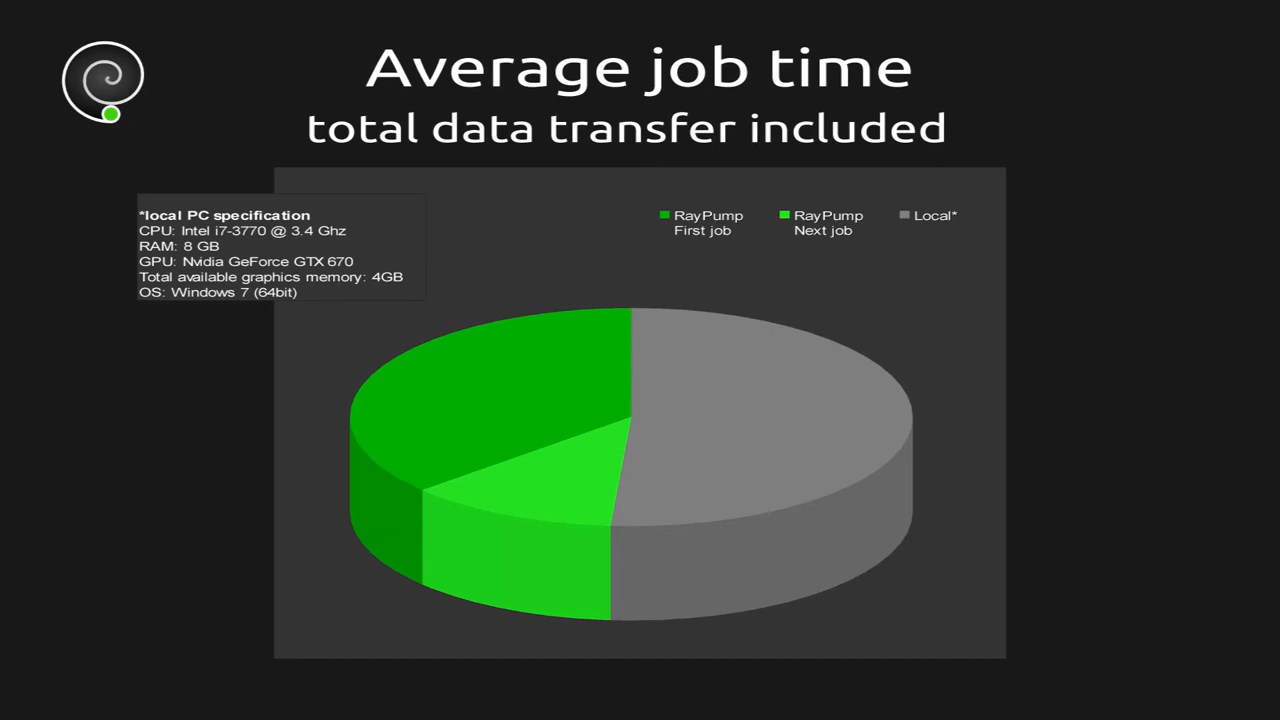 Average job time
total data transfer included
*local PC specification
CPU: Intel i7-3770 @ 3.4 Ghz
RAM: 8 GB
GPU: Nvidia GeForce GTX 670
Total available graphics memory: 4GB
OS: Windows 7 (64bit)
RayPump
First job
RayPump
Next job
Local*